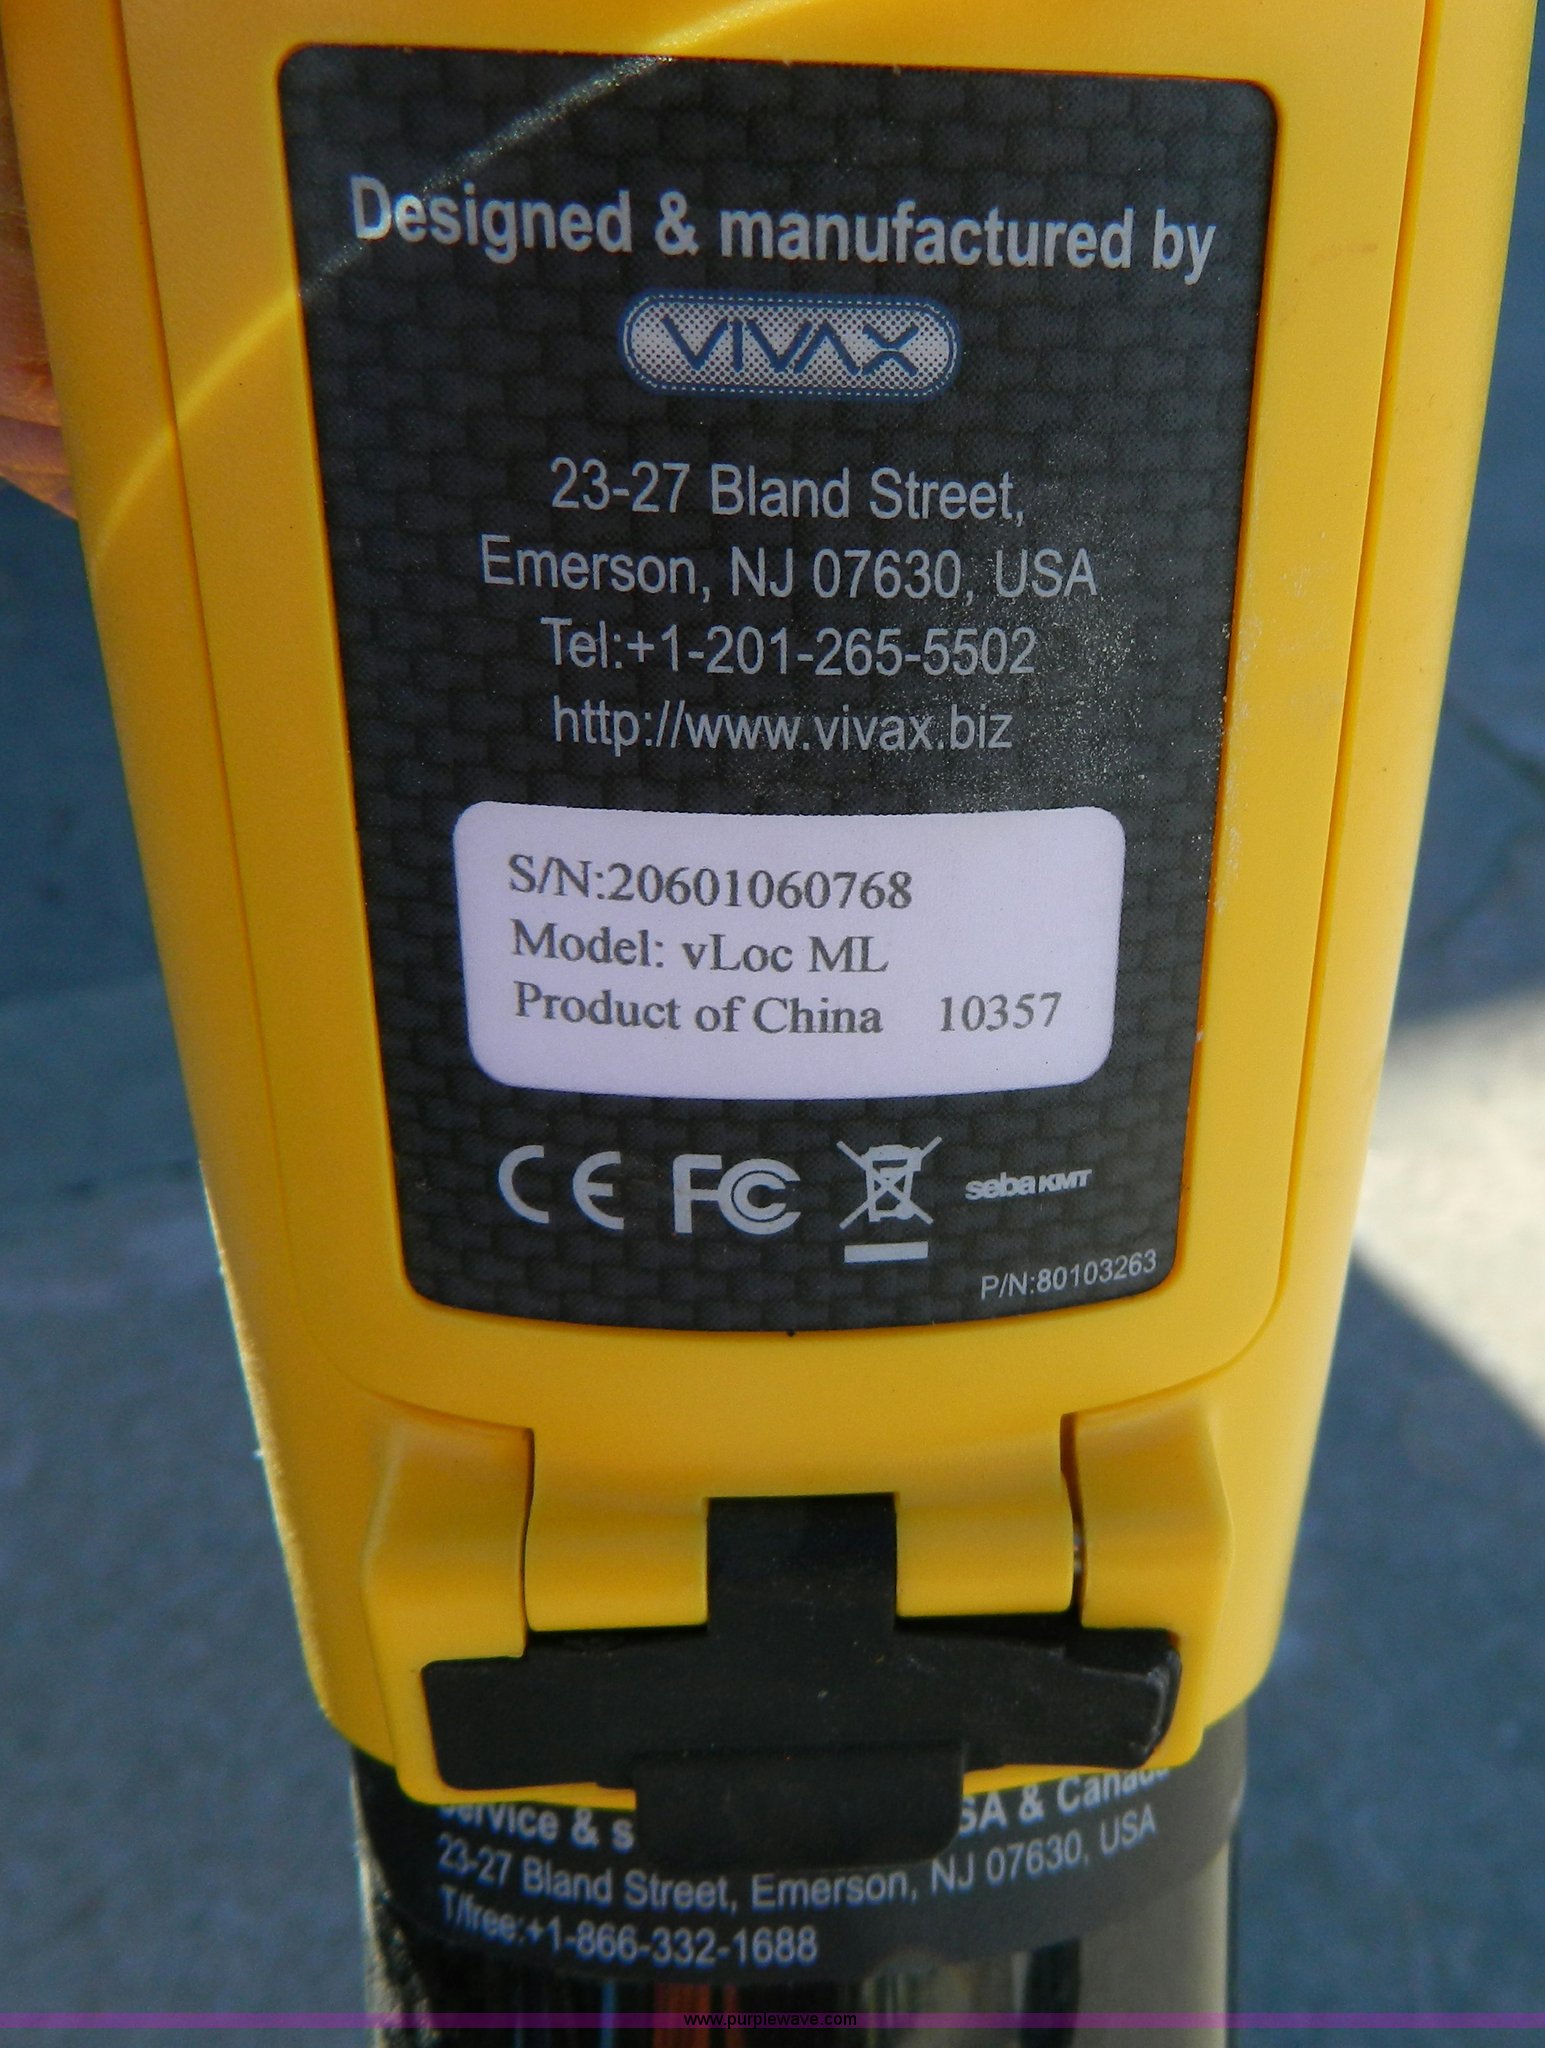 Designed & manufactured by
VIVAX
23-27 Bland Street,
Emerson, NJ 07630, USA
Tel:+1-201-265-5502
http://www.vivax.biz
S/N:20601060768
Model: vLoc ML
Product of China 10357
CE FC seba KMT
P/N:80103263
Service & s SA & Canada
23-27 Bland Street, Emerson, NJ 07630, USA
T/free:+1-866-332-1688
www.purplewave.com